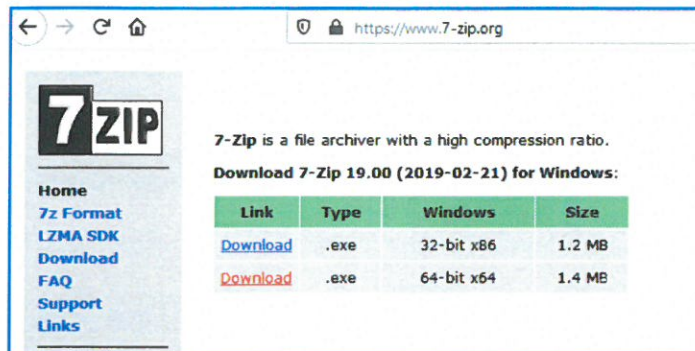 https://www.7-zip.org
7 ZIP
7-Zip is a file archiver with a high compression ratio.
Download 7-Zip 19.00 (2019-02-21) for Windows:
Home
7z Format
LZMA SDK
Download
FAQ
Support
Links
Link Type Windows Size
Download .exe 32-bit x86 1.2 MB
Download .exe 64-bit x64 1.4 MB